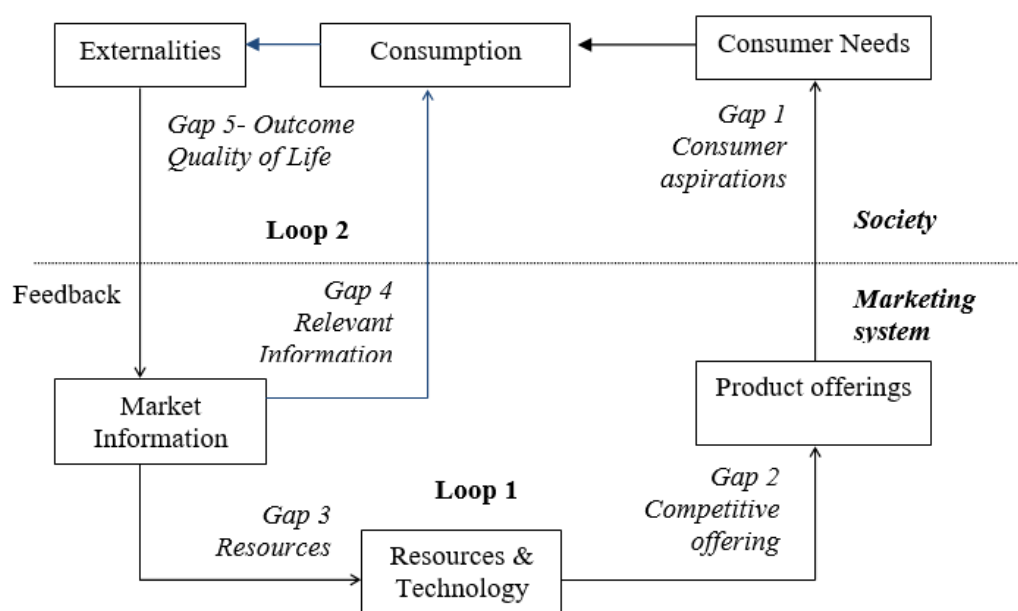 Externalities
Consumption
Consumer Needs
Gap 5- Outcome
Quality of Life
Gap 1
Consumer
aspirations
Loop 2
Society
Feedback
Gap 4
Relevant
Information
Marketing
system
Market
Information
Product offerings
Loop 1
Gap 3
Resources
Resources &
Technology
Gap 2
Competitive
offering